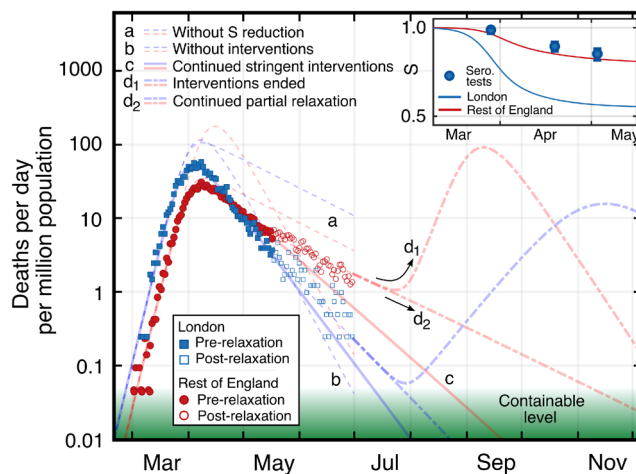 a Without S reduction
b Without interventions
c Continued stringent interventions
d1 Interventions ended
d2 Continued partial relaxation
1000
100
10
1
0.1
0.01
Deaths per day
per million population
1.0
S
0.5
Sero.
tests
London
Rest of England
Mar Apr May
a
d1
d2
b
c
London
Pre-relaxation
Post-relaxation
Rest of England
Pre-relaxation
Post-relaxation
Containable
level
Mar May Jul Sep Nov